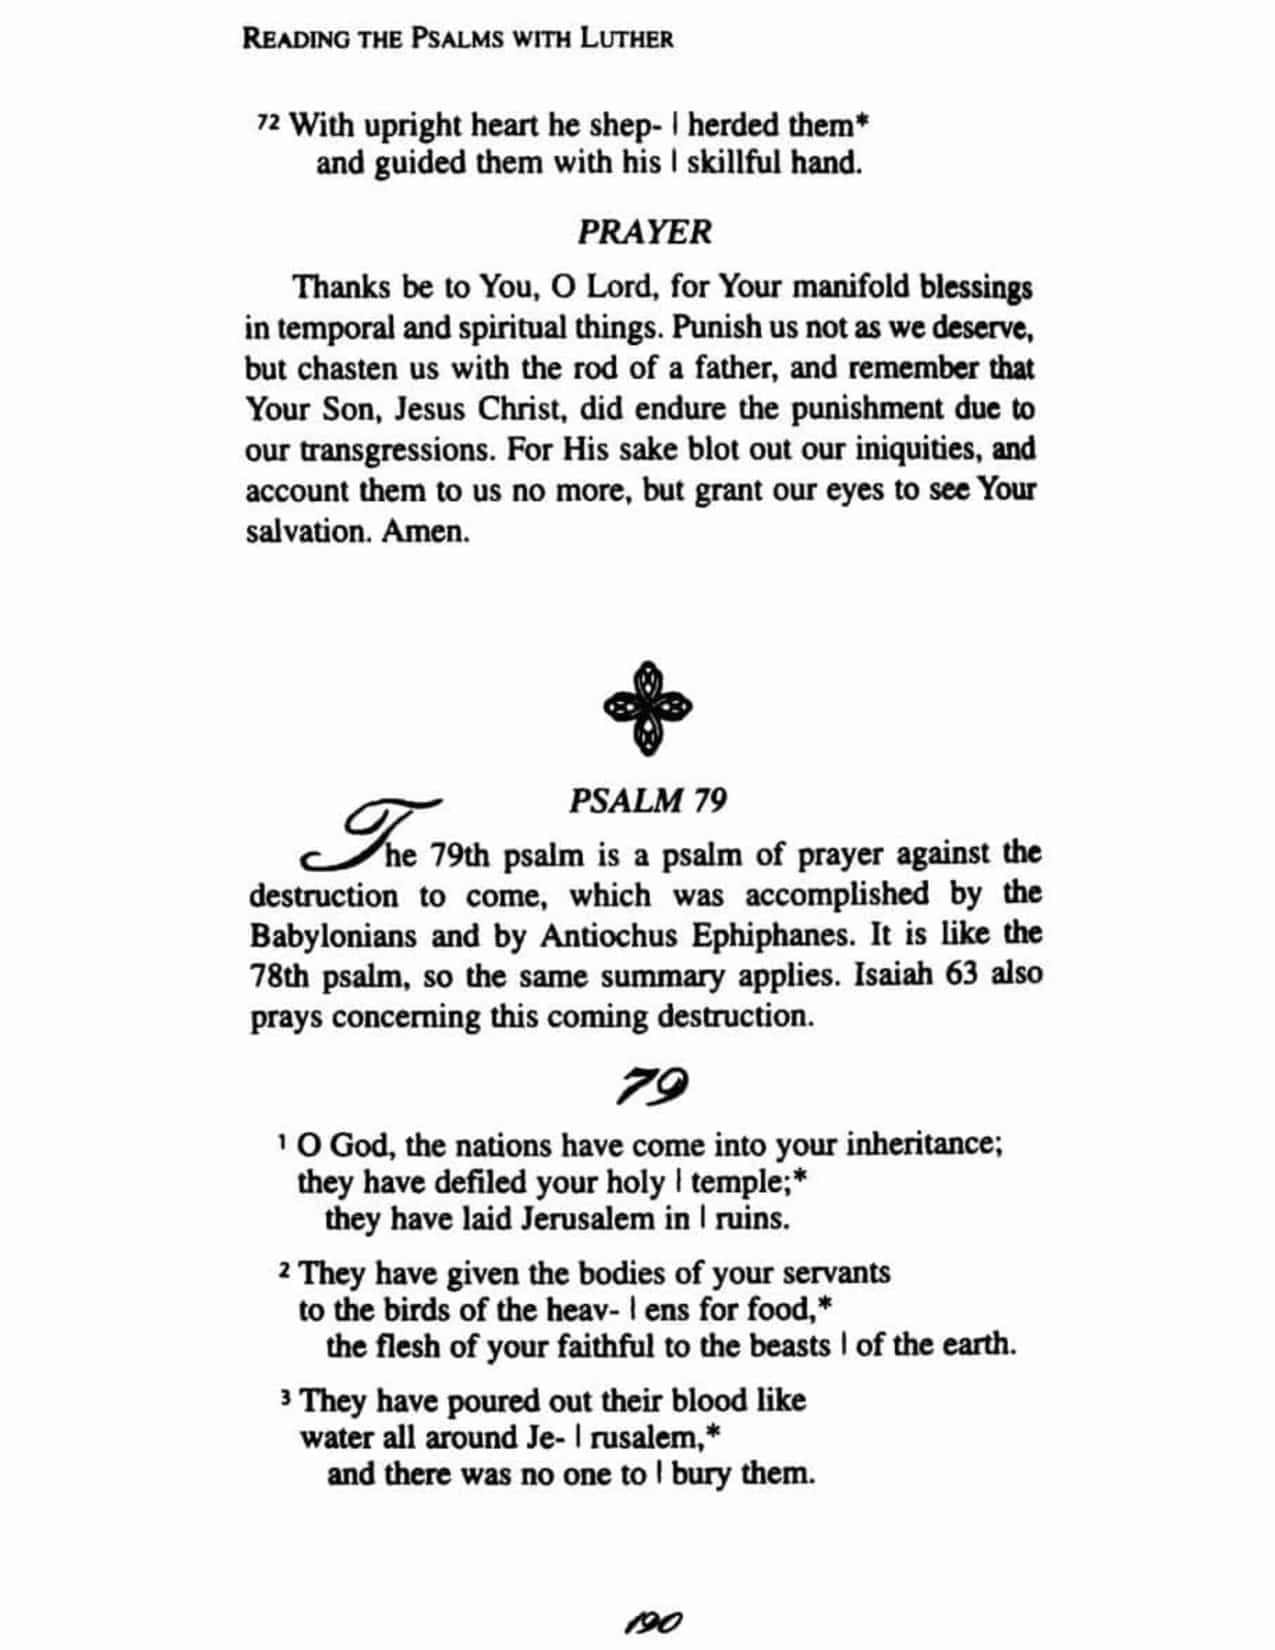 READING THE PSALMS WITH LUTHER
72 With upright heart he shep- | herded them*
and guided them with his | skillful hand.
PRAYER
Thanks be to You, O Lord, for Your manifold blessings
in temporal and spiritual things. Punish us not as we deserve,
but chasten us with the rod of a father, and remember that
Your Son, Jesus Christ, did endure the punishment due to
our transgressions. For His sake blot out our iniquities, and
account them to us no more, but grant our eyes to see Your
salvation. Amen.
PSALM 79
The 79th psalm is a psalm of prayer against the
destruction to come, which was accomplished by the
Babylonians and by Antiochus Ephiphanes. It is like the
78th psalm, so the same summary applies. Isaiah 63 also
prays concerning this coming destruction.
79
1 O God, the nations have come into your inheritance;
they have defiled your holy | temple;*
they have laid Jerusalem in | ruins.
2 They have given the bodies of your servants
to the birds of the heav- | ens for food,*
the flesh of your faithful to the beasts | of the earth.
3 They have poured out their blood like
water all around Je- | rusalem,*
and there was no one to | bury them.
190